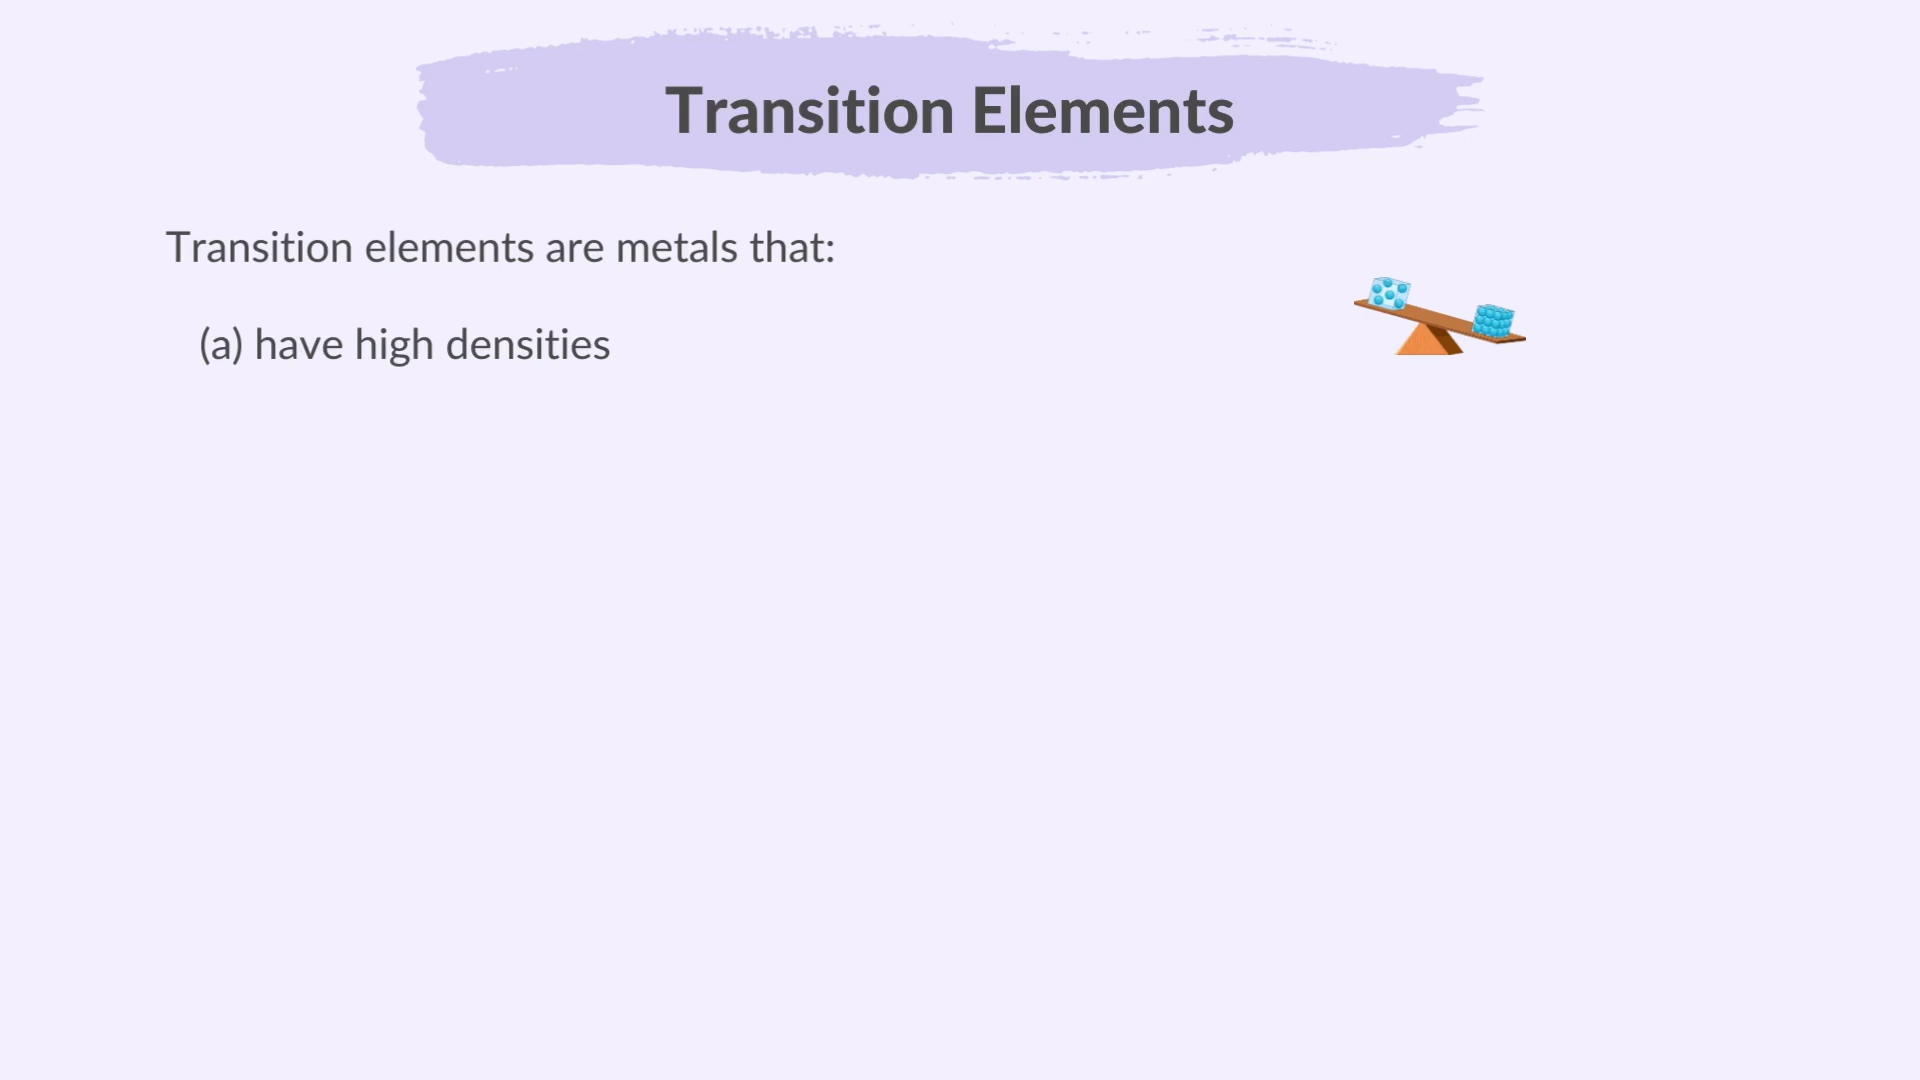 Transition Elements
Transition elements are metals that:
(a) have high densities